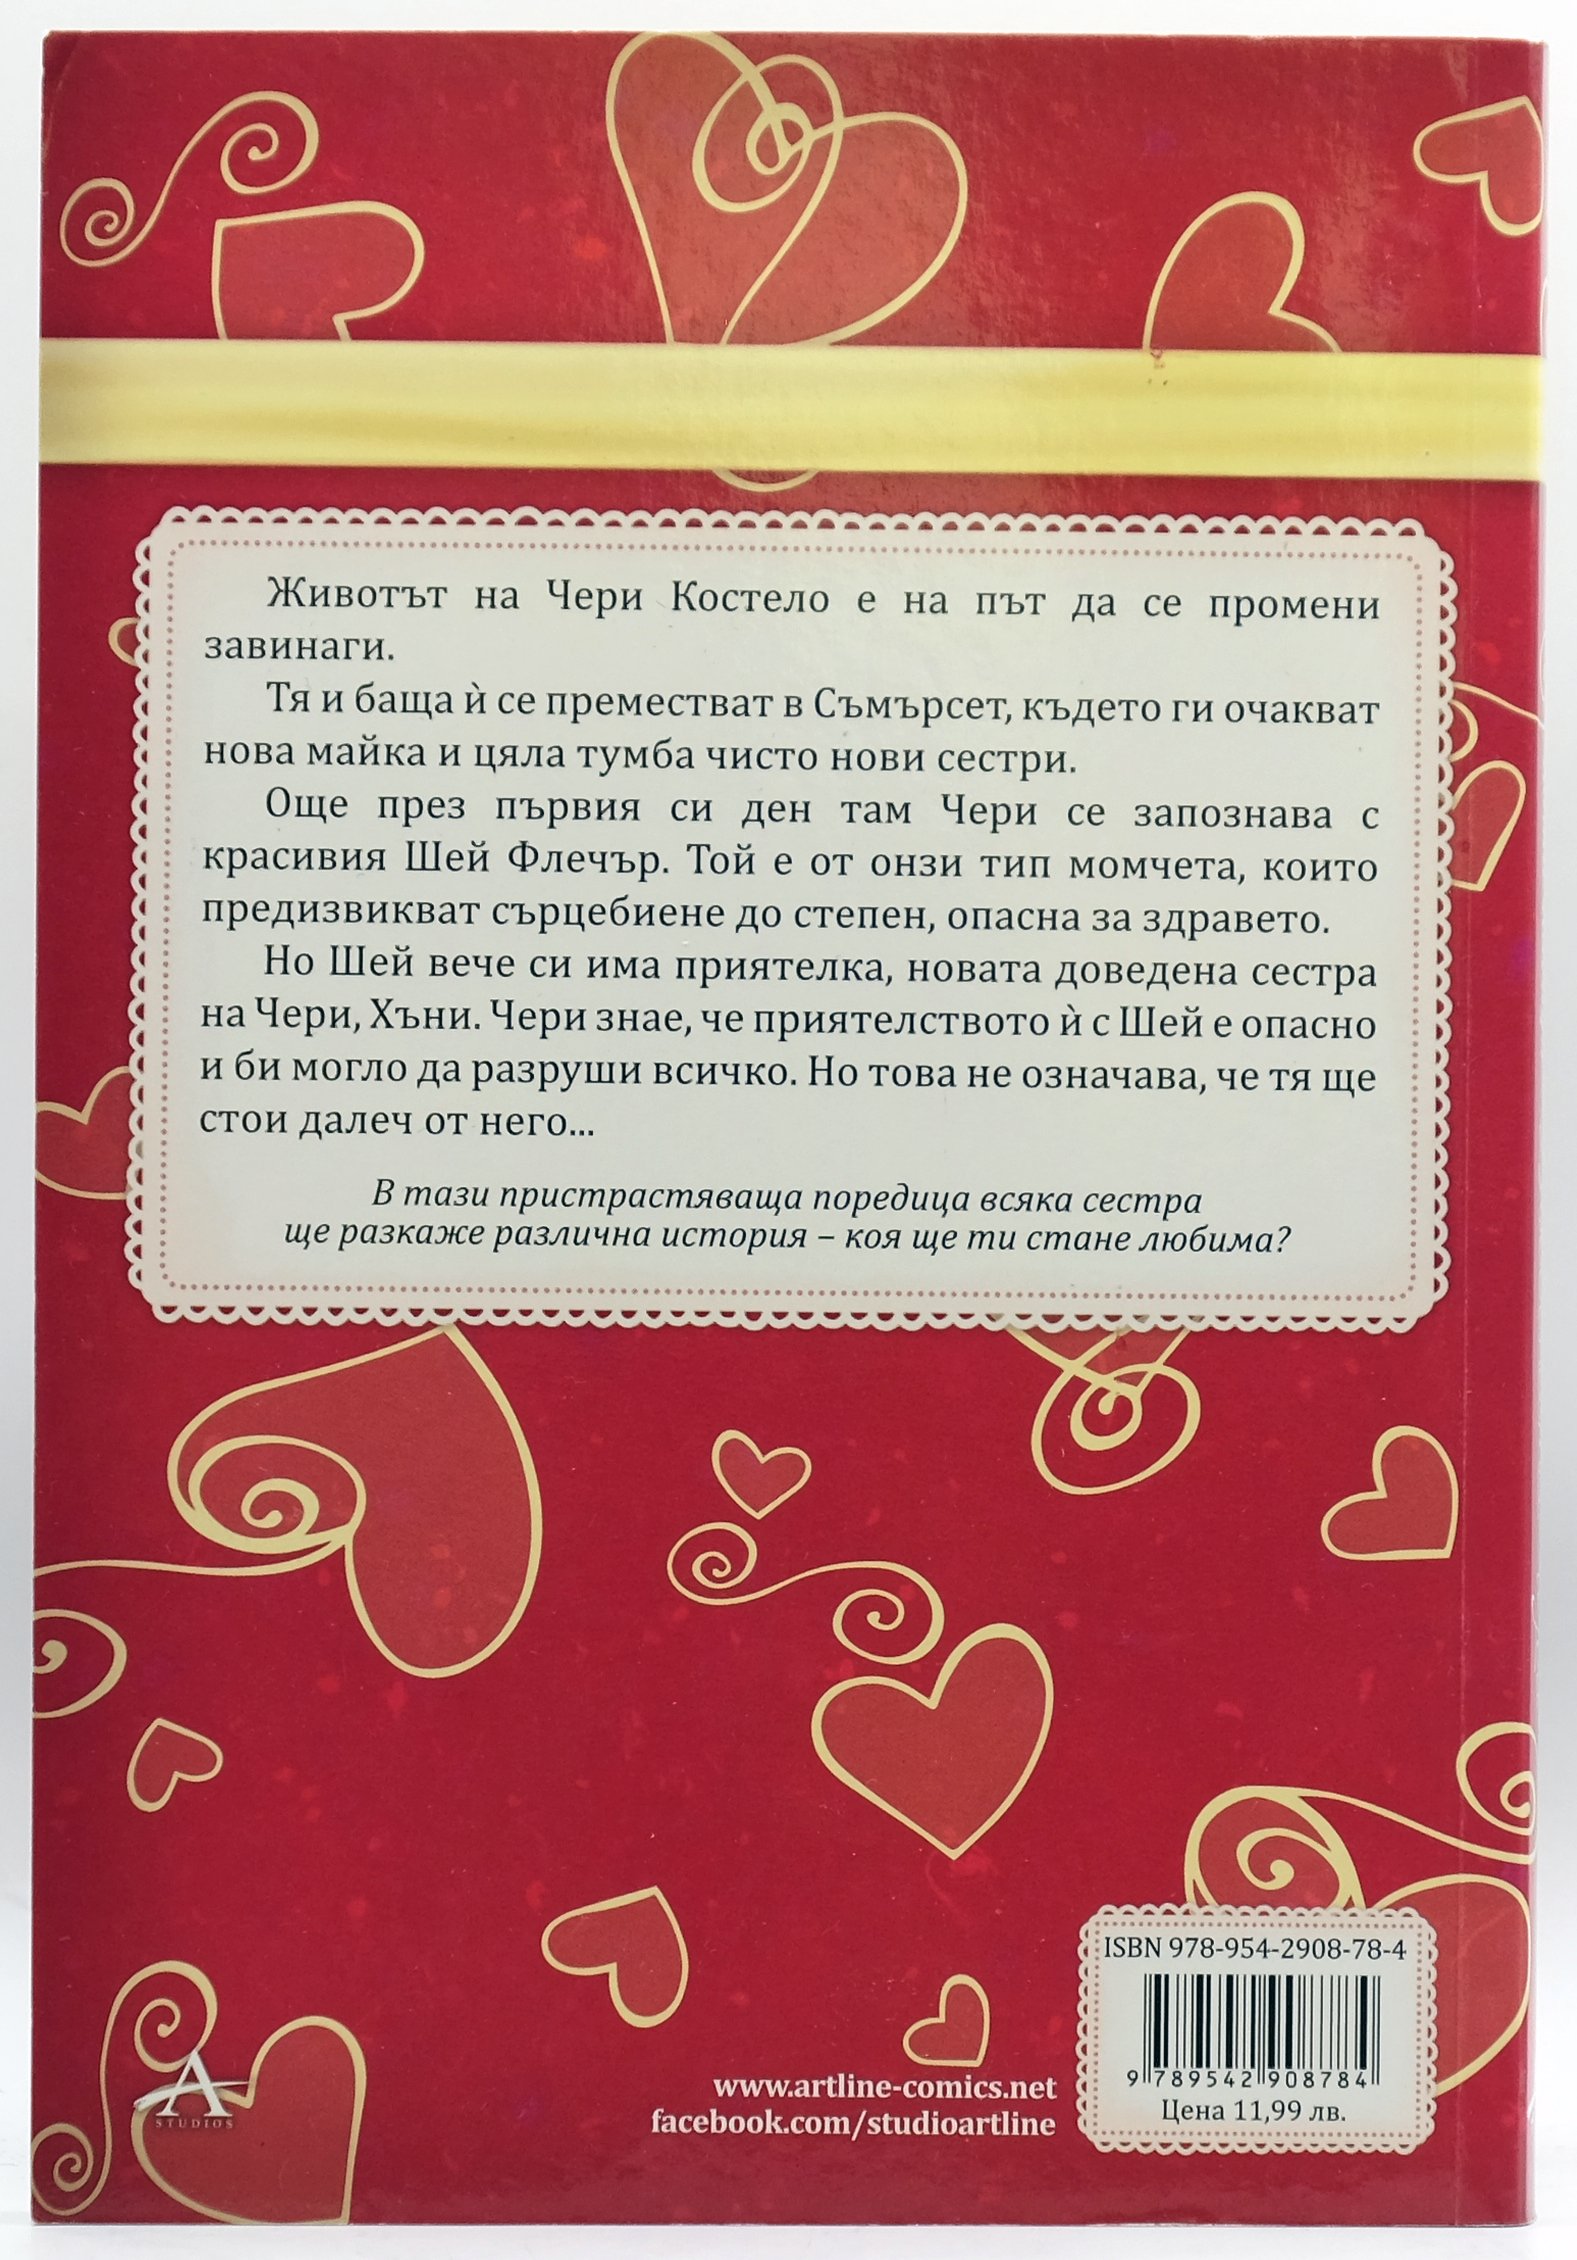 Животът на Чери Костело е на път да се промени
завинаги.
Тя и баща ѝ се преместват в Съмърсет, където ги очакват
нова майка и цяла тумба чисто нови сестри.
Още през първия си ден там Чери се запознава с
красивия Шей Флечър. Той е от онзи тип момчета, които
предизвикват сърцебиене до степен, опасна за здравето.
Но Шей вече си има приятелка, новата доведена сестра
на Чери, Хъни. Чери знае, че приятелството ѝ с Шей е опасно
и би могло да разруши всичко. Но това не означава, че тя ще
стои далеч от него...
В тази пристрастяваща поредица всяка сестра
ще разкаже различна история – коя ще ти стане любима?
ISBN 978-954-2908-78-4
9 789542 908784
Цена 11,99 лв.
www.artline-comics.net
facebook.com/studioartline
A
STUDIOS